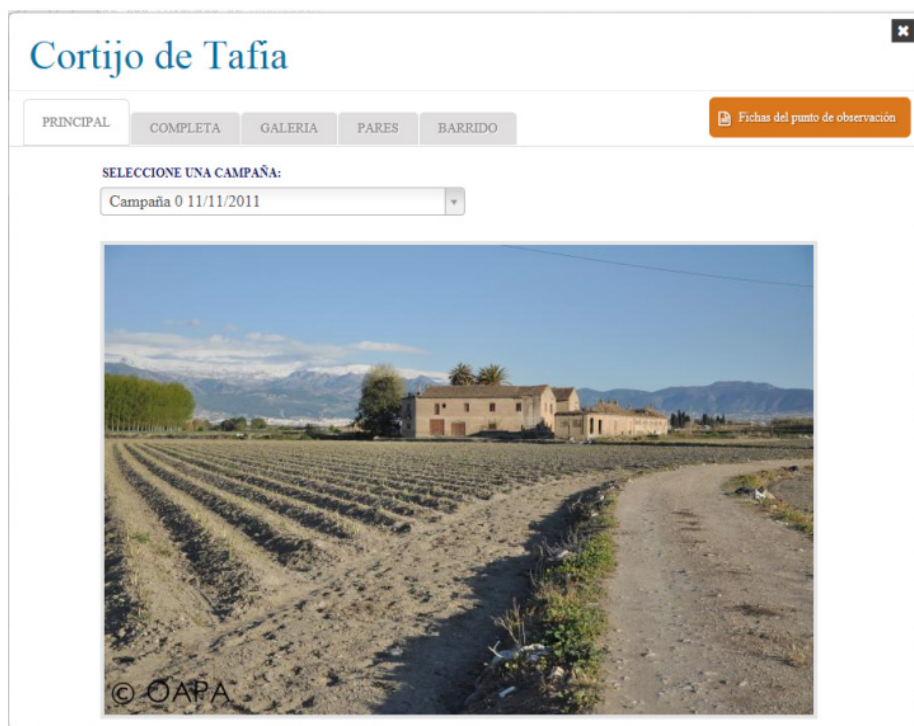 Cortijo de Tafia
PRINCIPAL
COMPLETA
GALERIA
PARES
BARRIDO
Fichas del punto de observación
SELECCIONE UNA CAMPAÑA:
Campaña 0 11/11/2011
© OAPA